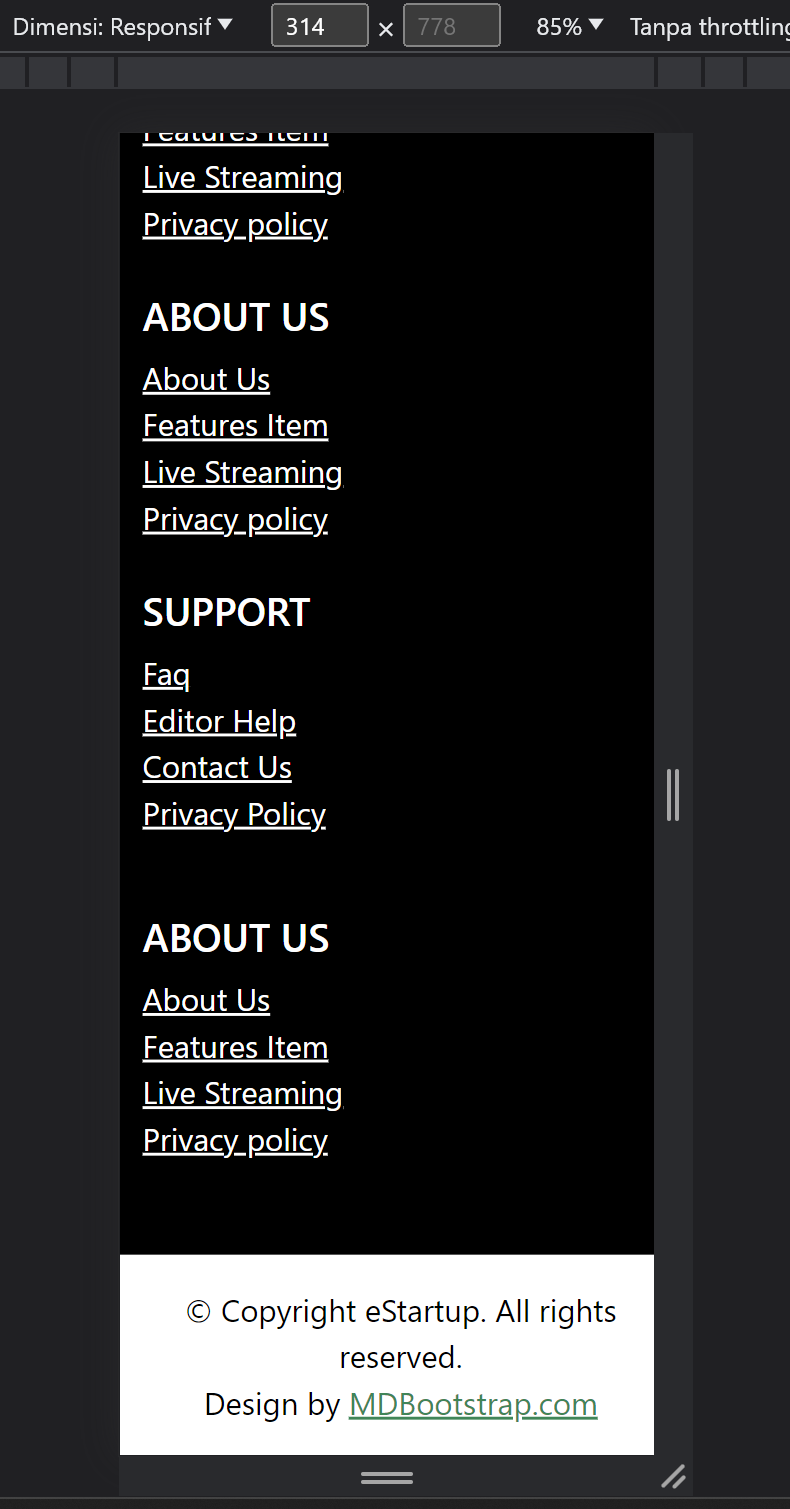 Dimensi: Responsif 314 × 778 85% Tanpa throttling
Features Item
Live Streaming
Privacy policy
ABOUT US
About Us
Features Item
Live Streaming
Privacy policy
SUPPORT
Faq
Editor Help
Contact Us
Privacy Policy
ABOUT US
About Us
Features Item
Live Streaming
Privacy policy
© Copyright eStartup. All rights
reserved.
Design by MDBootstrap.com